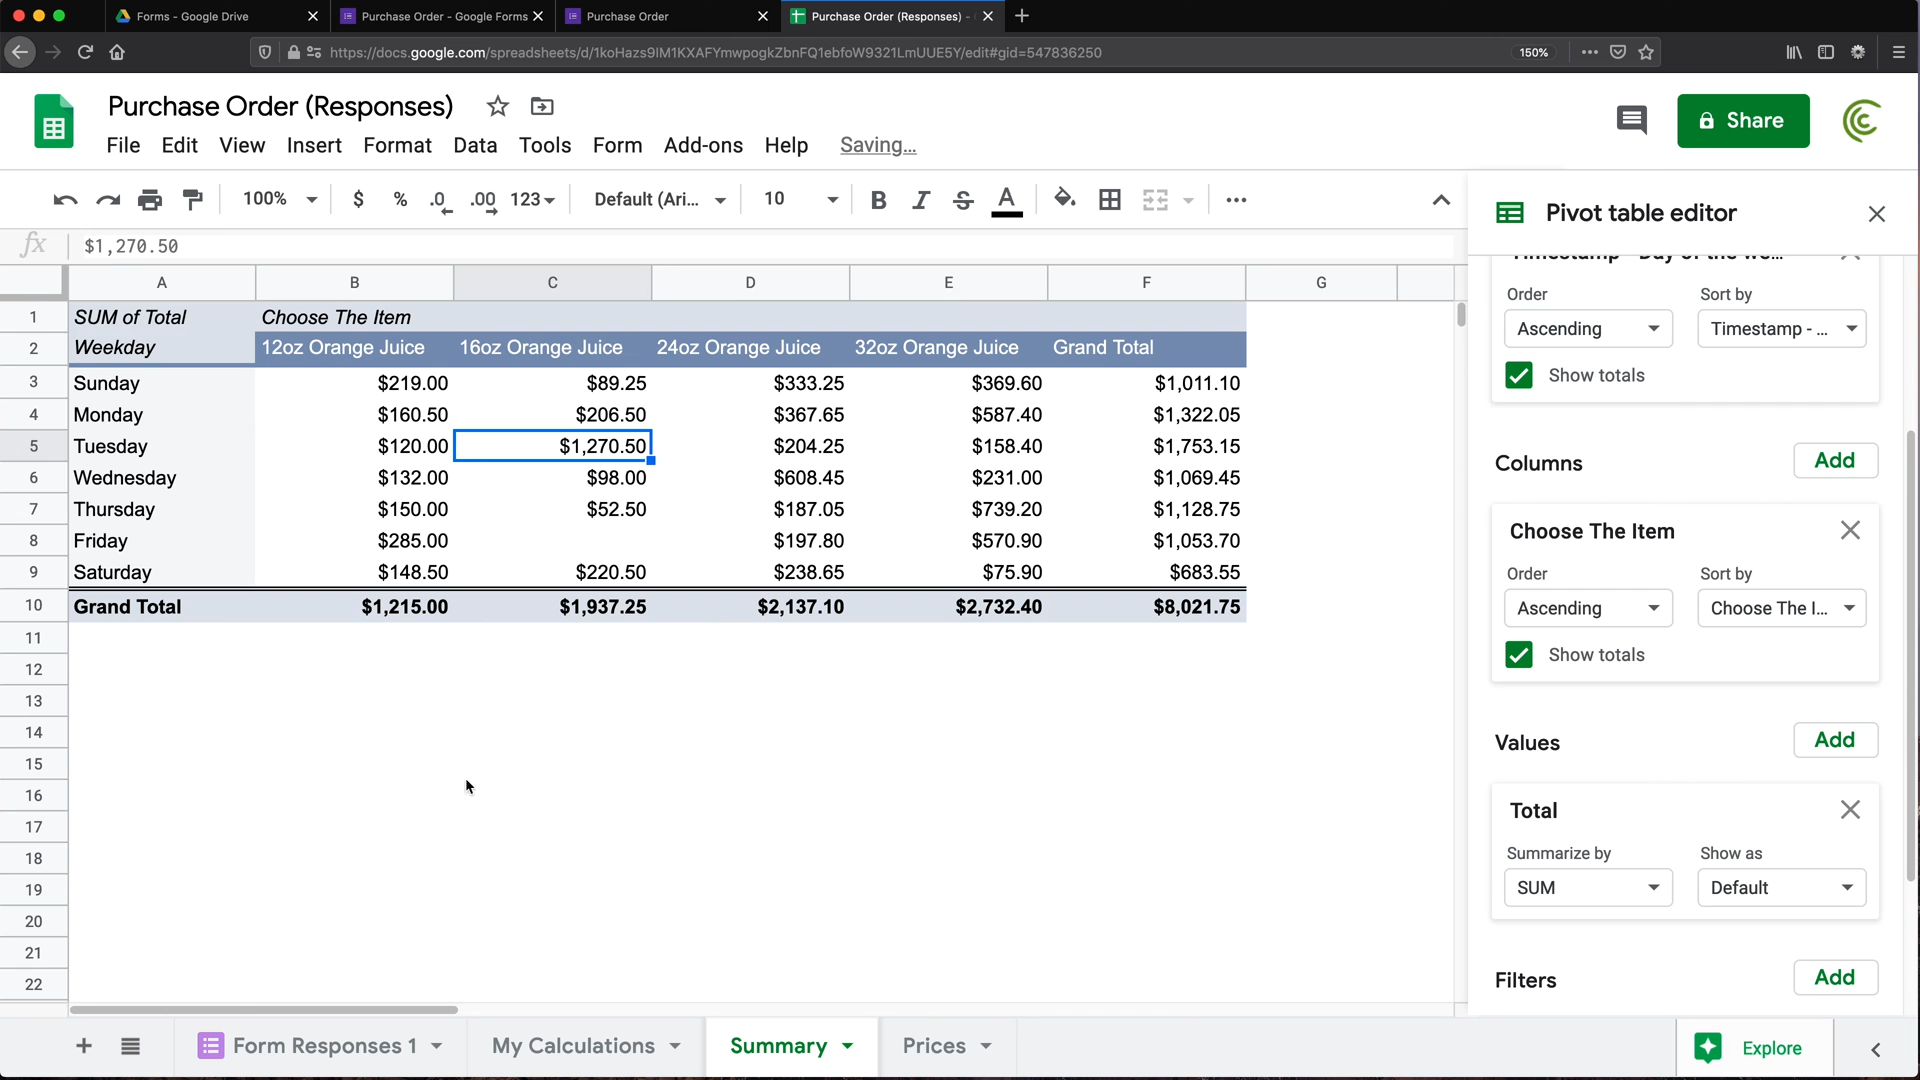 Forms - Google Drive
Purchase Order - Google Forms
Purchase Order
Purchase Order (Responses) -
https://docs.google.com/spreadsheets/d/1koHazs9IM1KXAFYmwpogkZbnFQ1ebfoW9321LmUUE5Y/edit#gid=547836250
150%
Purchase Order (Responses)
File Edit View Insert Format Data Tools Form Add-ons Help Saving...
Share
100% $ % .0 .00 123 Default (Ari... 10 B I S A
fx $1,270.50
A B C D E F G
1 SUM of Total Choose The Item
2 Weekday 12oz Orange Juice 16oz Orange Juice 24oz Orange Juice 32oz Orange Juice Grand Total
3 Sunday $219.00 $89.25 $333.25 $369.60 $1,011.10
4 Monday $160.50 $206.50 $367.65 $587.40 $1,322.05
5 Tuesday $120.00 $1,270.50 $204.25 $158.40 $1,753.15
6 Wednesday $132.00 $98.00 $608.45 $231.00 $1,069.45
7 Thursday $150.00 $52.50 $187.05 $739.20 $1,128.75
8 Friday $285.00 $197.80 $570.90 $1,053.70
9 Saturday $148.50 $220.50 $238.65 $75.90 $683.55
10 Grand Total $1,215.00 $1,937.25 $2,137.10 $2,732.40 $8,021.75
11
12
13
14
15
16
17
18
19
20
21
22
Pivot table editor
Timestamp - Day of the we...
Order Sort by
Ascending Timestamp - ...
Show totals
Columns Add
Choose The Item
Order Sort by
Ascending Choose The I...
Show totals
Values Add
Total
Summarize by Show as
SUM Default
Filters Add
Form Responses 1 My Calculations Summary Prices
Explore